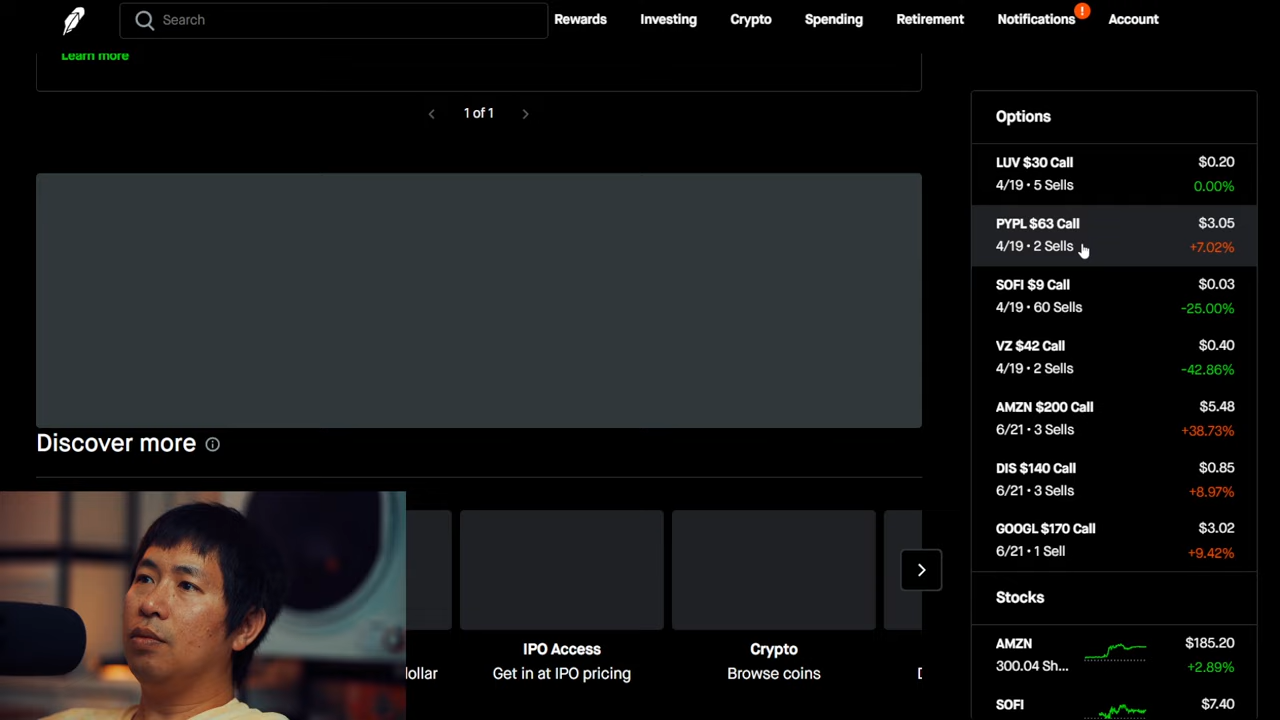 Search
Rewards
Investing
Crypto
Spending
Retirement
Notifications
!
Account
Learn more
1 of 1
Discover more
IPO Access
Get in at IPO pricing
Crypto
Browse coins
Options
LUV $30 Call $0.20
4/19 • 5 Sells 0.00%
PYPL $63 Call $3.05
4/19 • 2 Sells +7.02%
SOFI $9 Call $0.03
4/19 • 60 Sells -25.00%
VZ $42 Call $0.40
4/19 • 2 Sells -42.86%
AMZN $200 Call $5.48
6/21 • 3 Sells +38.73%
DIS $140 Call $0.85
6/21 • 3 Sells +8.97%
GOOGL $170 Call $3.02
6/21 • 1 Sell +9.42%
Stocks
AMZN $185.20
300.04 Sh... +2.89%
SOFI $7.40